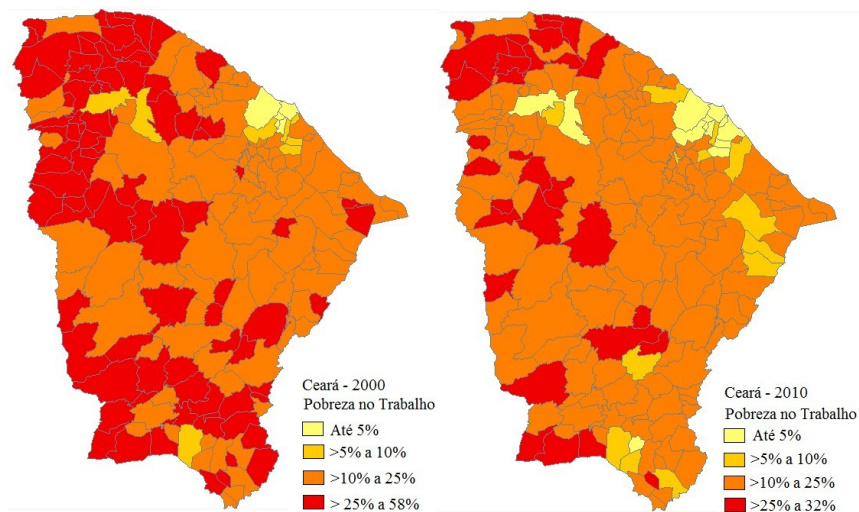 Ceará - 2000
Pobreza no Trabalho
Até 5%
>5% a 10%
>10% a 25%
> 25% a 58%
Ceará - 2010
Pobreza no Trabalho
Até 5%
>5% a 10%
>10% a 25%
>25% a 32%